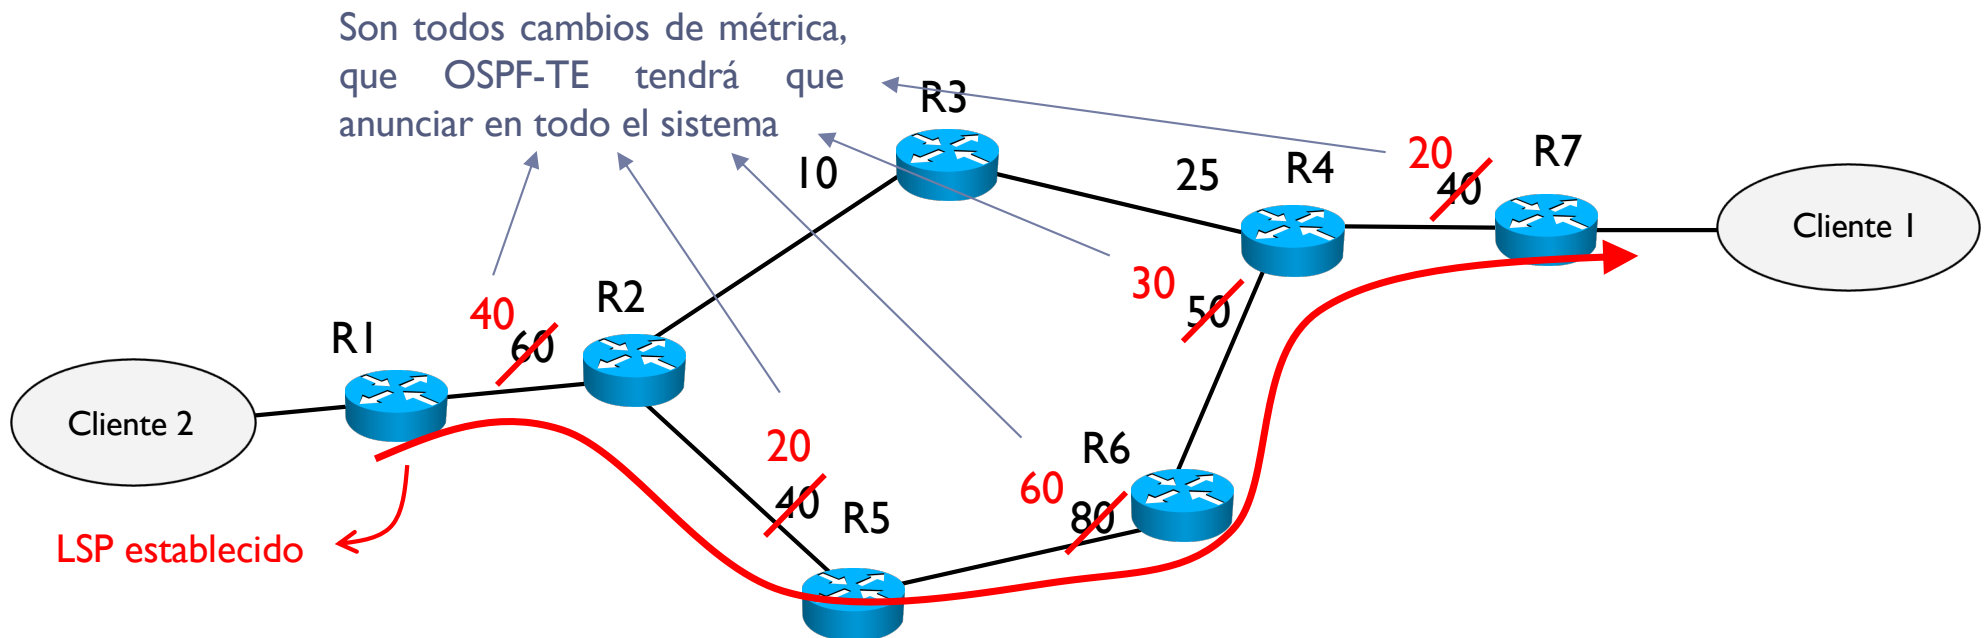 Son todos cambios de métrica,
que OSPF-TE tendrá que
anunciar en todo el sistema
R3
10
25
R4
20
40
R7
Cliente 1
30
50
R2
40
60
R1
Cliente 2
20
40
R5
60
80
R6
LSP establecido